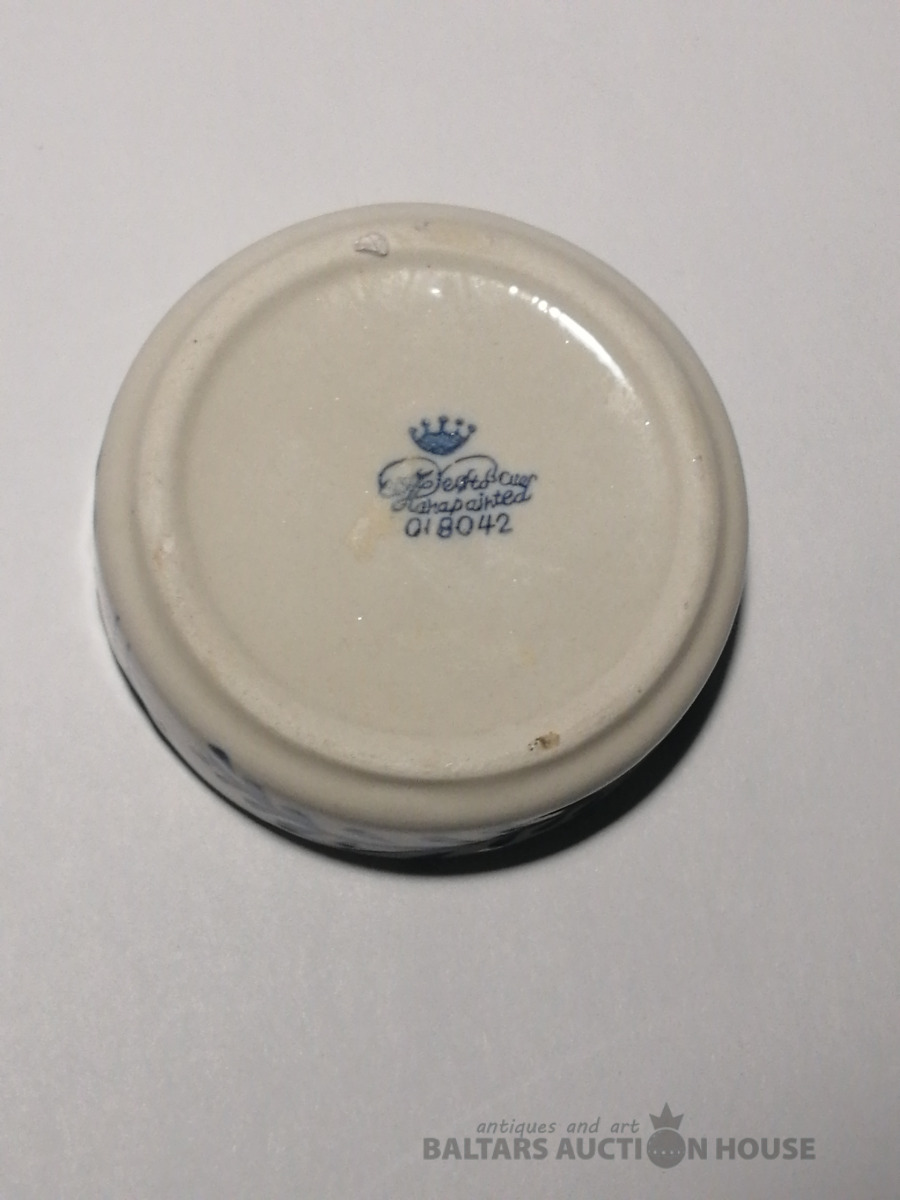 Handpainted
018042
antiques and art
BALTARS AUCTION HOUSE